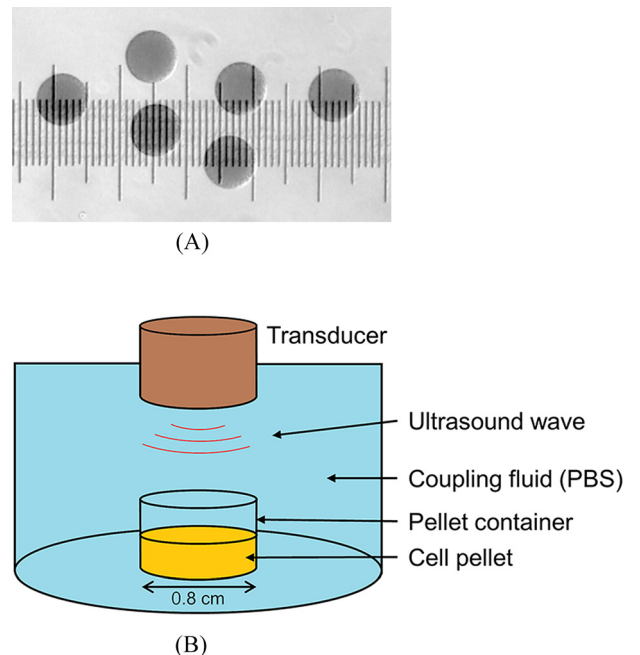 (A)
Transducer
Ultrasound wave
Coupling fluid (PBS)
Pellet container
Cell pellet
0.8 cm
(B)